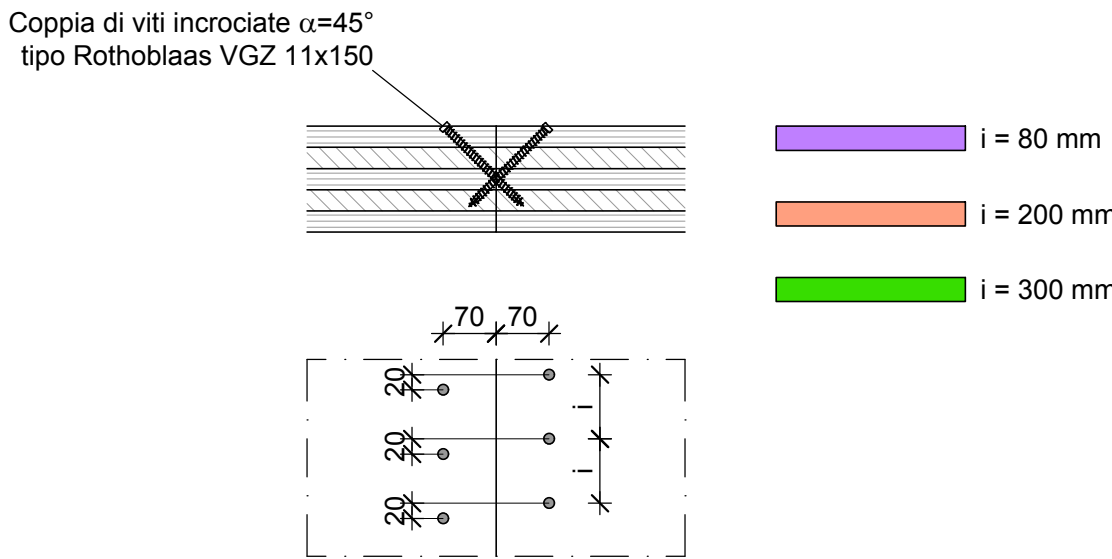 Coppia di viti incrociate α=45°
tipo Rothoblaas VGZ 11x150
i = 80 mm
i = 200 mm
i = 300 mm
70 70
20
i
20
i
20